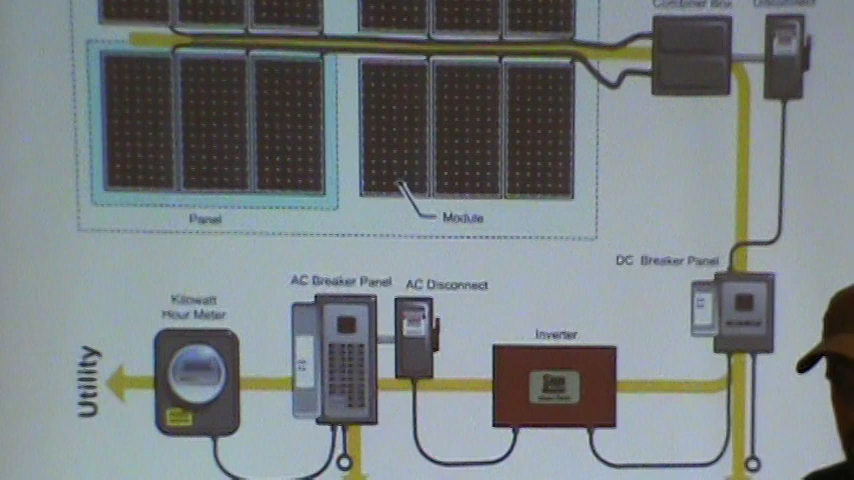 Combiner Box
Disconnect
Panel
Module
DC Breaker Panel
AC Breaker Panel
AC Disconnect
Kilowatt
Hour Meter
Inverter
Utility